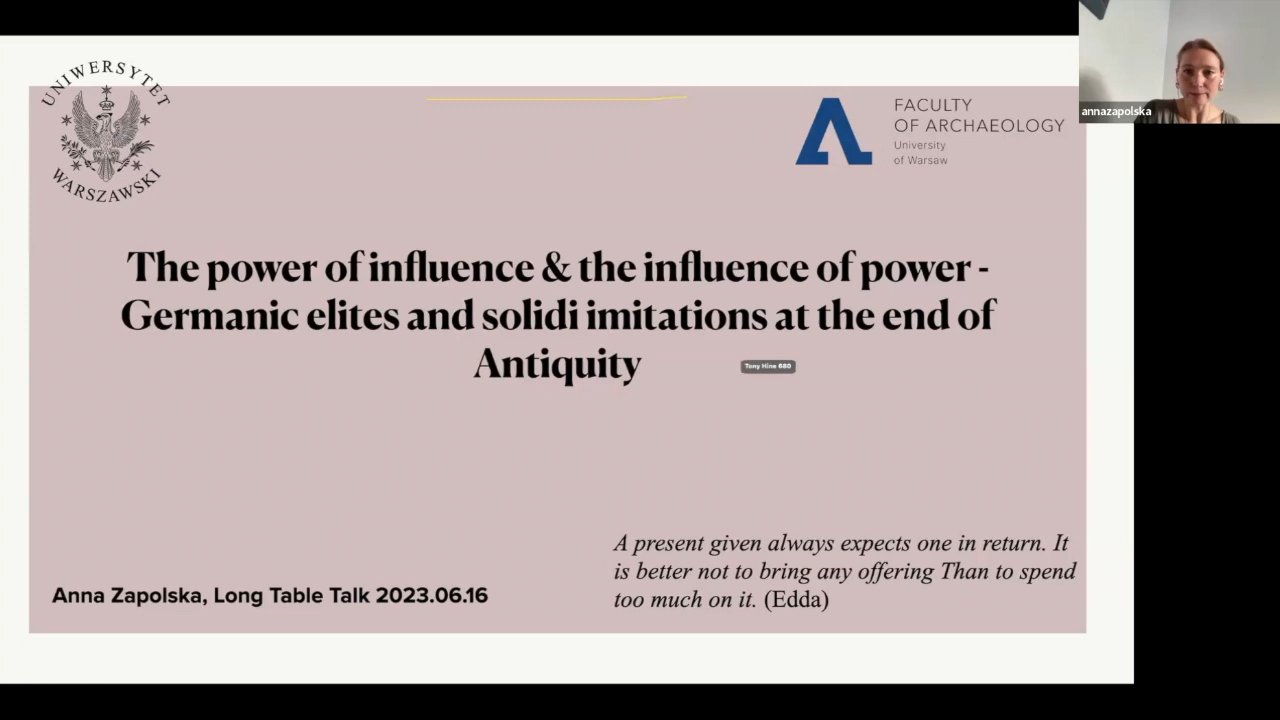 UNIWERSYTET
WARSZAWSKI
FACULTY
OF ARCHAEOLOGY
University
of Warsaw
annazapolska
The power of influence & the influence of power -
Germanic elites and solidi imitations at the end of
Antiquity
Tony Hine 680
A present given always expects one in return. It
is better not to bring any offering Than to spend
too much on it. (Edda)
Anna Zapolska, Long Table Talk 2023.06.16